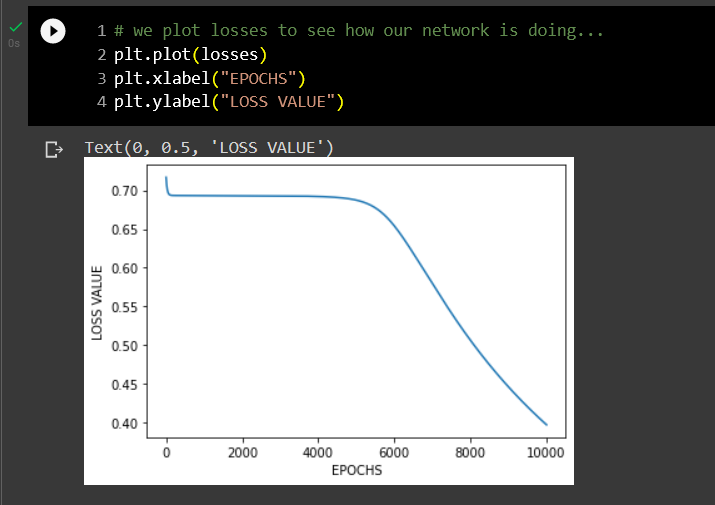 1 # we plot losses to see how our network is doing...
2 plt.plot(losses)
3 plt.xlabel("EPOCHS")
4 plt.ylabel("LOSS VALUE")
0s
Text(0, 0.5, 'LOSS VALUE')
0.70
0.65
0.60
0.55
0.50
0.45
0.40
LOSS VALUE
0 2000 4000 6000 8000 10000
EPOCHS